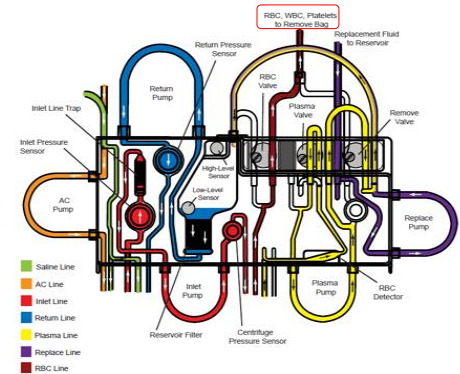 RBC, WBC, Platelets
to Remove Bag
Replacement Fluid
to Reservoir
Return Pressure
Sensor
Return
Pump
RBC
Valve
Plasma
Valve
Remove
Valve
Inlet Line Trap
Inlet Pressure
Sensor
High-Level
Sensor
Low-Level
Sensor
AC
Pump
Replace
Pump
Inlet
Pump
Plasma
Pump
RBC
Detector
Reservoir Filter
Centrifuge
Pressure Sensor
Saline Line
AC Line
Inlet Line
Return Line
Plasma Line
Replace Line
RBC Line